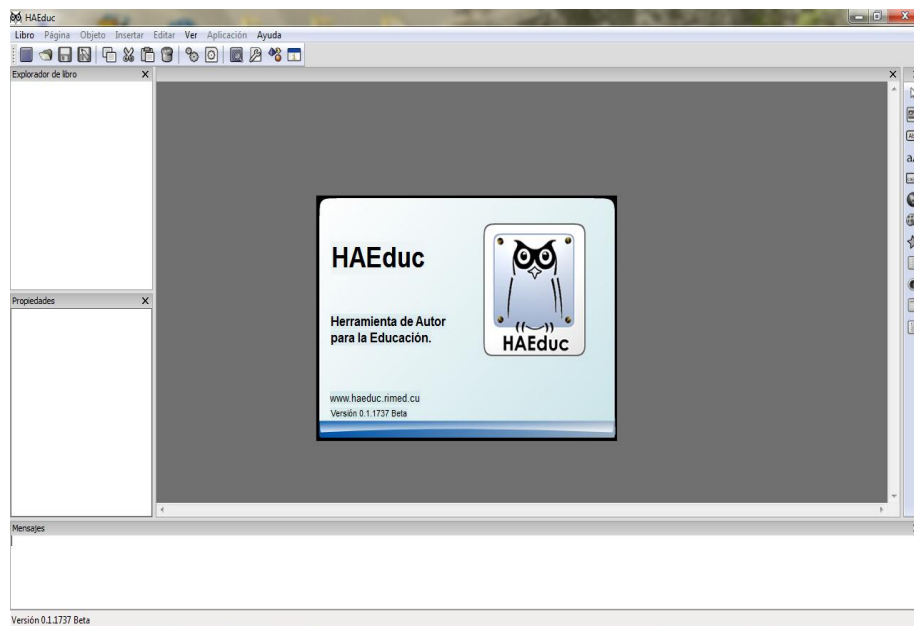 HAEduc
Libro Página Objeto Insertar Editar Ver Aplicación Ayuda
Explorador de libro
Propiedades
HAEduc
Herramienta de Autor
para la Educación.
HAEduc
www.haeduc.rimed.cu
Versión 0.1.1737 Beta
Mensajes
Versión 0.1.1737 Beta